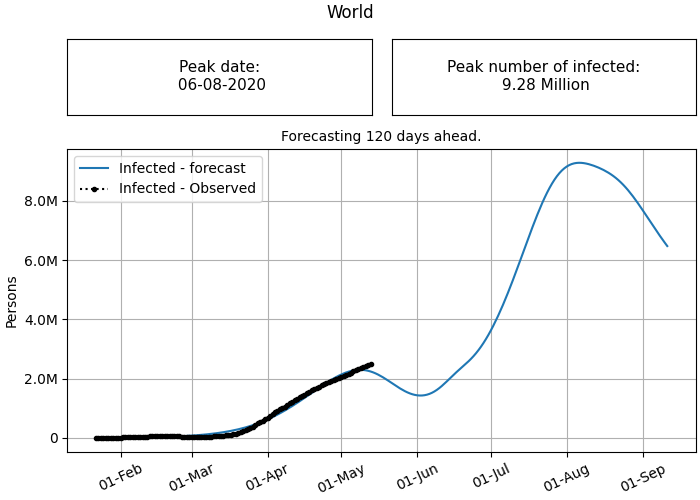 World
Peak date:
06-08-2020
Peak number of infected:
9.28 Million
Forecasting 120 days ahead.
Infected - forecast
Infected - Observed
Persons
8.0M
6.0M
4.0M
2.0M
0
01-Feb
01-Mar
01-Apr
01-May
01-Jun
01-Jul
01-Aug
01-Sep